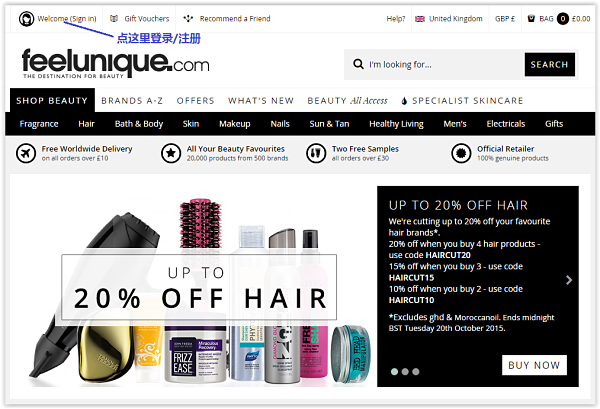 Welcome (Sign in) Gift Vouchers Recommend a Friend Help? United Kingdom GBP £ BAG 0 £0.00
点这里登录/注册
feelunique.com
THE DESTINATION FOR BEAUTY
I'm looking for... SEARCH
SHOP BEAUTY BRANDS A-Z OFFERS WHAT'S NEW BEAUTY All Access SPECIALIST SKINCARE
Fragrance Hair Bath & Body Skin Makeup Nails Sun & Tan Healthy Living Men's Electricals Gifts
Free Worldwide Delivery
on all orders over £10
All Your Beauty Favourites
20,000 products from 500 brands
Two Free Samples
all orders over £30
Official Retailer
100% genuine products
UP TO
20% OFF HAIR
JOHN FRIEDA
Miraculous
Recovery
FRIZZ
EASE
PHYTO
UP TO 20% OFF HAIR
We're cutting up to 20% off your favourite
hair brands*.
20% off when you buy 4 hair products -
use code HAIRCUT20
15% off when you buy 3 - use code
HAIRCUT15
10% off when you buy 2 - use code
HAIRCUT10
*Excludes ghd & Moroccanoil. Ends midnight
BST Tuesday 20th October 2015.
BUY NOW